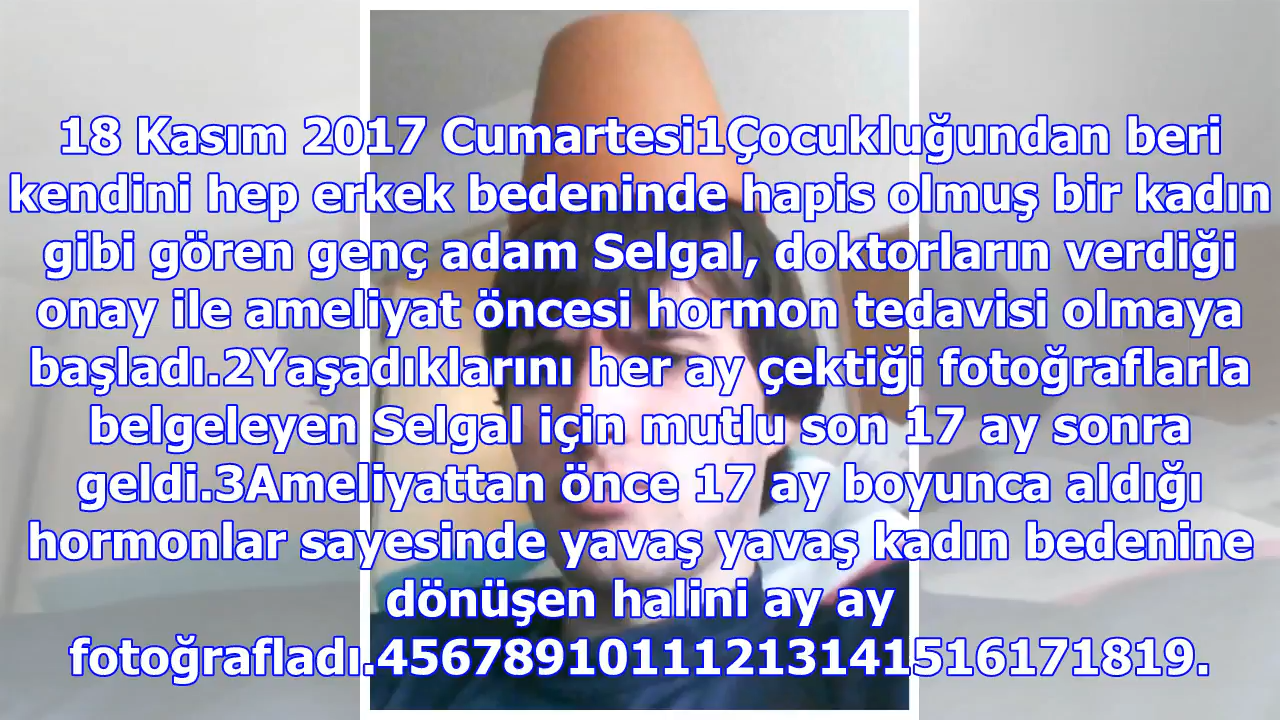 18 Kasım 2017 Cumartesi1Çocukluğundan beri
kendini hep erkek bedeninde hapis olmuş bir kadın
gibi gören genç adam Selgal, doktorların verdiği
onay ile ameliyat öncesi hormon tedavisi olmaya
başladı.2Yaşadıklarını her ay çektiği fotoğraflarla
belgeleyen Selgal için mutlu son 17 ay sonra
geldi.3Ameliyattan önce 17 ay boyunca aldığı
hormonlar sayesinde yavaş yavaş kadın bedenine
dönüşen halini ay ay
fotoğrafladı.45678910111213141516171819.